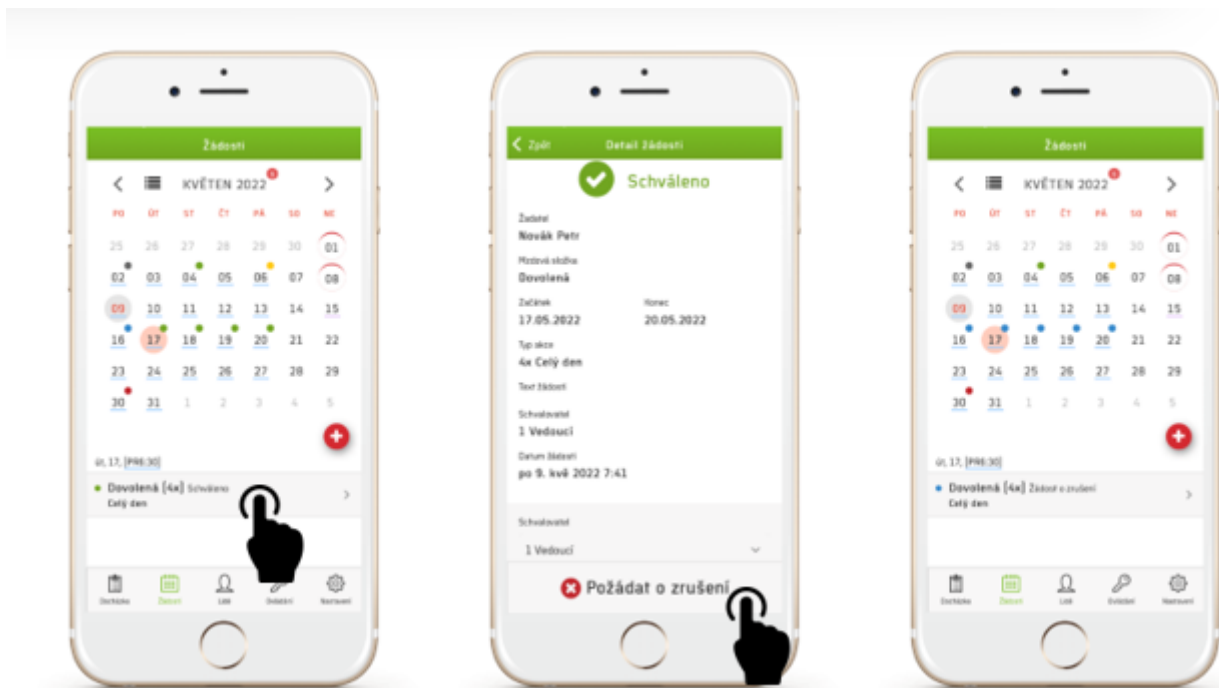 Žádosti
KVĚTEN 2022
PO ÚT ST ČT PÁ SO NE
25 26 27 28 29 30 01
02 03 04 05 06 07 08
09 10 11 12 13 14 15
16 17 18 19 20 21 22
23 24 25 26 27 28 29
30 31 1 2 3 4 5
út, 17, [PR6:30]
Dovolená [4x] Schváleno
Celý den
Docházka Žádosti Lidé Ovládání Nastavení
Zpět Detail žádosti
Schváleno
Žadatel
Novák Petr
Mzdová složka
Dovolená
Začátek Konec
17.05.2022 20.05.2022
Typ akce
4x Celý den
Text žádosti
Schvalovatel
1 Vedoucí
Datum žádosti
po 9. kvě 2022 7:41
Schvalovatel
1 Vedoucí
Požádat o zrušení
Žádosti
KVĚTEN 2022
PO ÚT ST ČT PÁ SO NE
25 26 27 28 29 30 01
02 03 04 05 06 07 08
09 10 11 12 13 14 15
16 17 18 19 20 21 22
23 24 25 26 27 28 29
30 31 1 2 3 4 5
út, 17, [PR6:30]
Dovolená [4x] Žádost o zrušení
Celý den
Docházka Žádosti Lidé Ovládání Nastavení